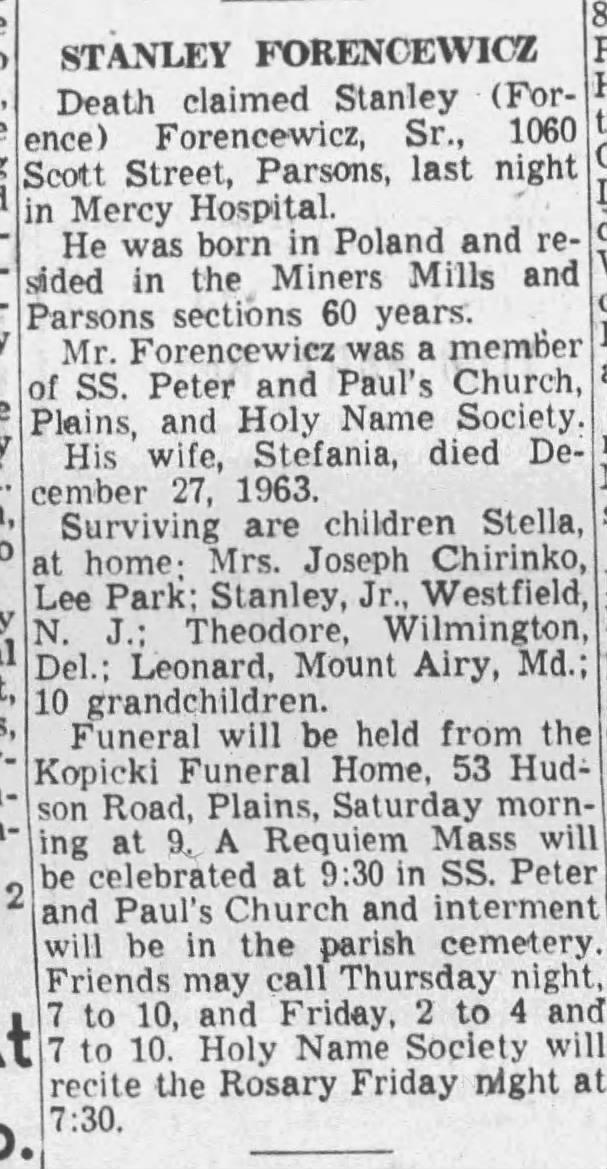 STANLEY FORENCEWICZ
Death claimed Stanley (For-
ence) Forencewicz, Sr., 1060
Scott Street, Parsons, last night
in Mercy Hospital.
He was born in Poland and re-
sided in the Miners Mills and
Parsons sections 60 years.
Mr. Forencewicz was a member
of SS. Peter and Paul's Church,
Plains, and Holy Name Society.
His wife, Stefania, died De-
cember 27, 1963.
Surviving are children Stella,
at home; Mrs. Joseph Chirinko,
Lee Park; Stanley, Jr., Westfield,
N. J.; Theodore, Wilmington,
Del.; Leonard, Mount Airy, Md.;
10 grandchildren.
Funeral will be held from the
Kopicki Funeral Home, 53 Hud-
son Road, Plains, Saturday morn-
ing at 9. A Requiem Mass will
be celebrated at 9:30 in SS. Peter
and Paul's Church and interment
will be in the parish cemetery.
Friends may call Thursday night,
7 to 10, and Friday, 2 to 4 and
7 to 10. Holy Name Society will
recite the Rosary Friday night at
7:30.